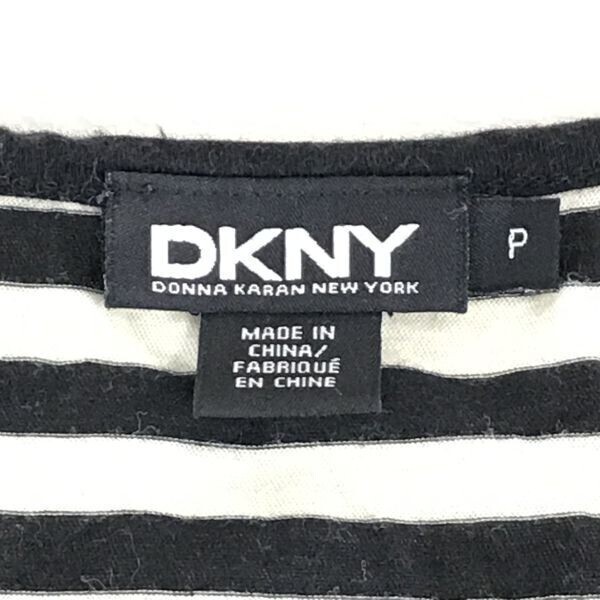 DKNY
DONNA KARAN NEW YORK
P
MADE IN
CHINA/
FABRIQUÉ
EN CHINE